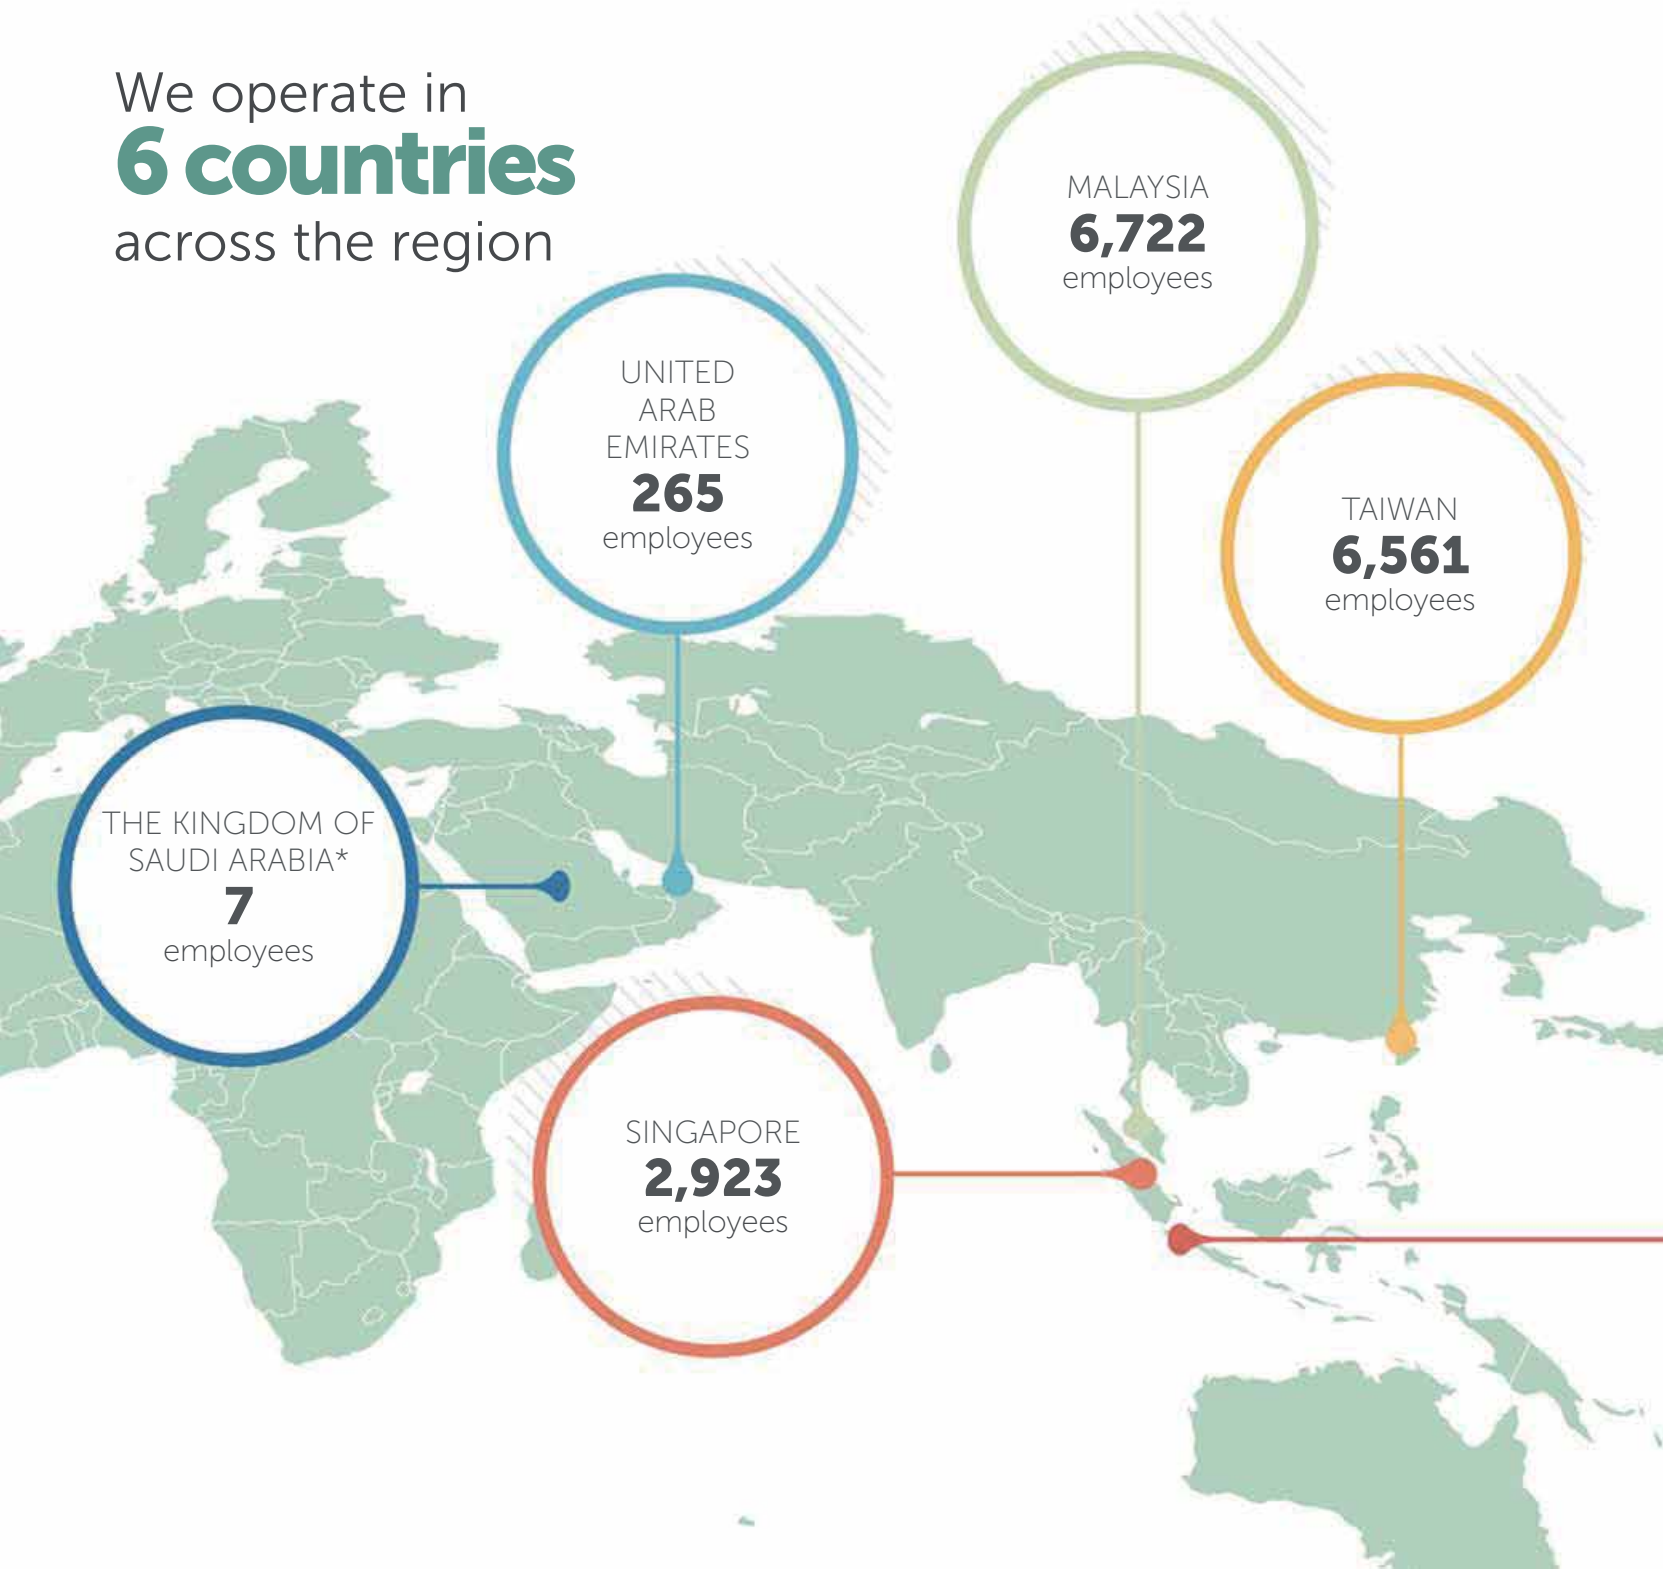 We operate in
6 countries
across the region
MALAYSIA
6,722
employees
UNITED
ARAB
EMIRATES
265
employees
TAIWAN
6,561
employees
THE KINGDOM OF
SAUDI ARABIA*
7
employees
SINGAPORE
2,923
employees